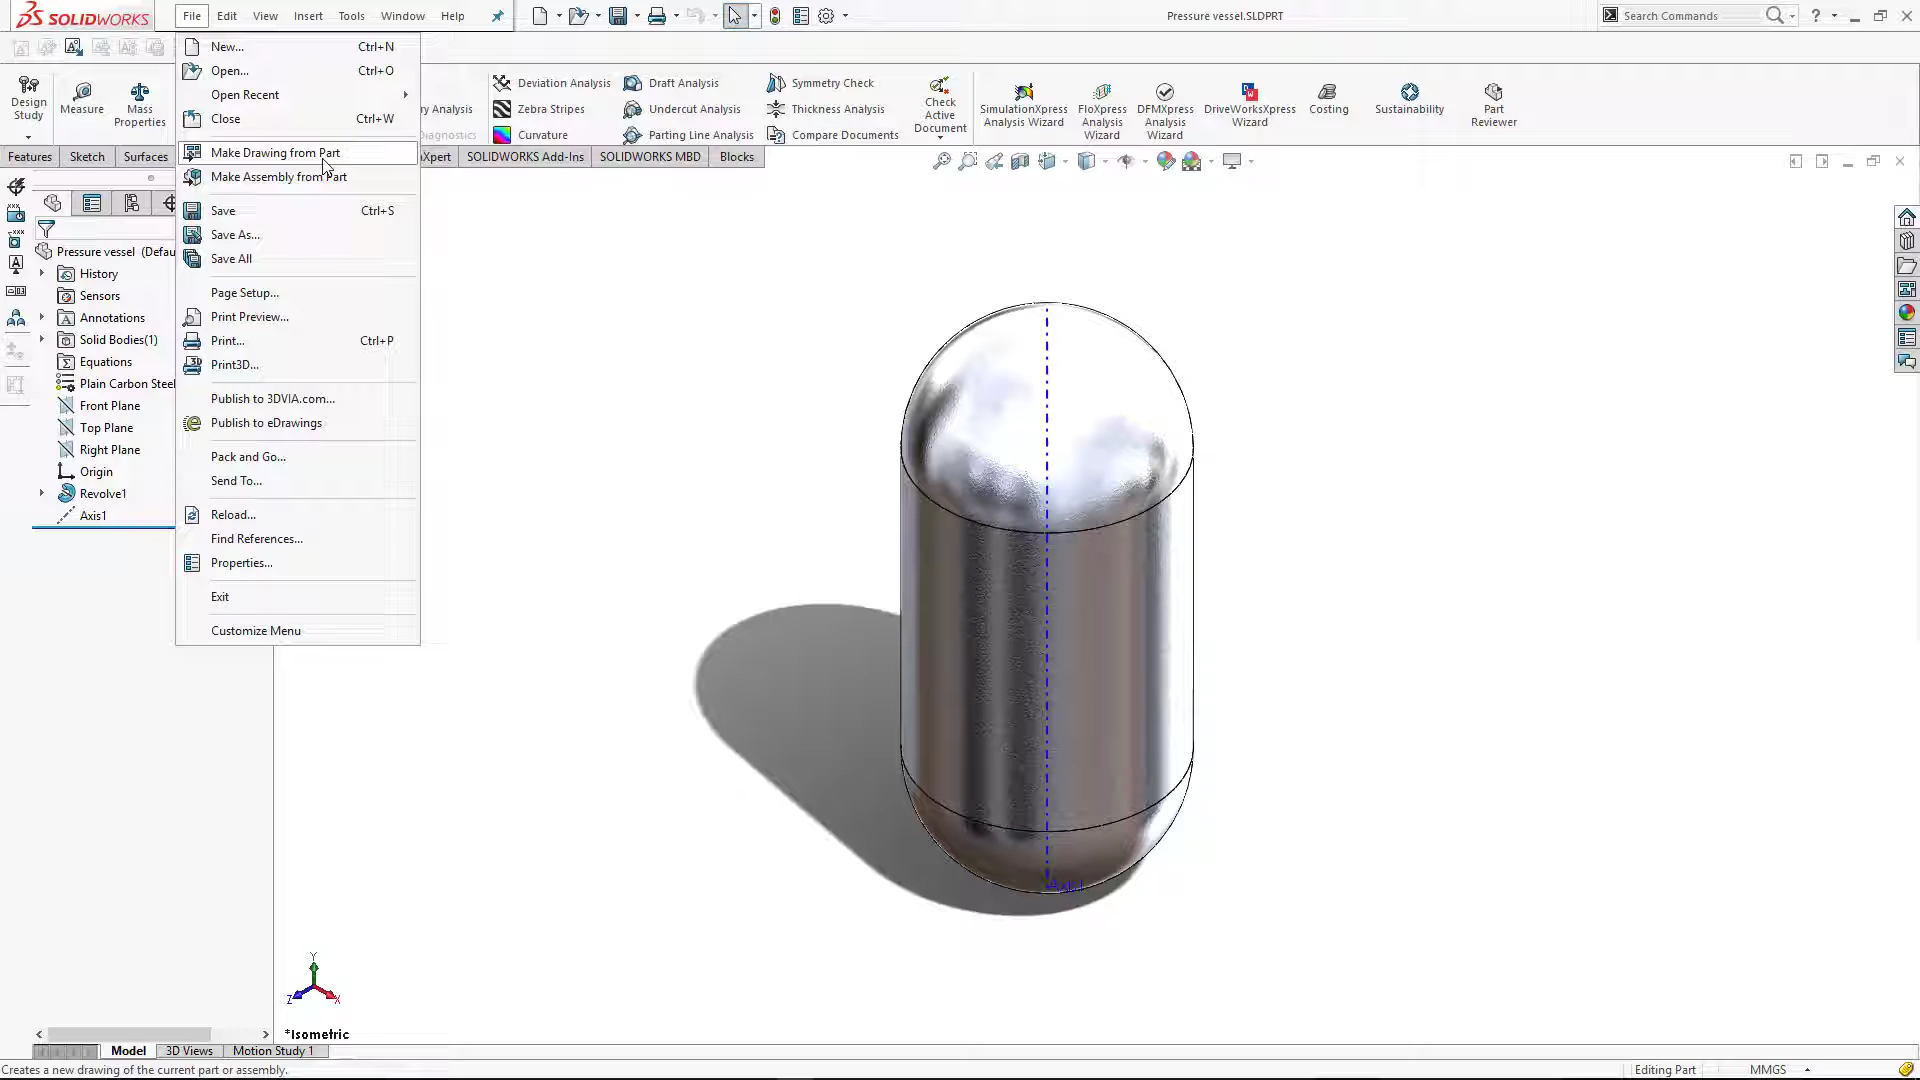 SOLIDWORKS
File Edit View Insert Tools Window Help
Pressure vessel.SLDPRT
Search Commands
New... Ctrl+N
Open... Ctrl+O
Open Recent
Close Ctrl+W
Make Drawing from Part
Make Assembly from Part
Save Ctrl+S
Save As...
Save All
Page Setup...
Print Preview...
Print... Ctrl+P
Print3D...
Publish to 3DVIA.com...
Publish to eDrawings
Pack and Go...
Send To...
Reload...
Find References...
Properties...
Exit
Customize Menu
Design Study
Measure
Mass Properties
ry Analysis
Diagnostics
Deviation Analysis
Zebra Stripes
Curvature
Draft Analysis
Undercut Analysis
Parting Line Analysis
Symmetry Check
Thickness Analysis
Compare Documents
Check Active Document
SimulationXpress Analysis Wizard
FloXpress Analysis Wizard
DFMXpress Analysis Wizard
DriveWorksXpress Wizard
Costing
Sustainability
Part Reviewer
Features Sketch Surfaces Xpert SOLIDWORKS Add-Ins SOLIDWORKS MBD Blocks
Pressure vessel (Defau
History
Sensors
Annotations
Solid Bodies(1)
Equations
Plain Carbon Steel
Front Plane
Top Plane
Right Plane
Origin
Revolve1
Axis1
Axis1
Y
Z
X
*Isometric
Model 3D Views Motion Study 1
Creates a new drawing of the current part or assembly.
Editing Part MMGS